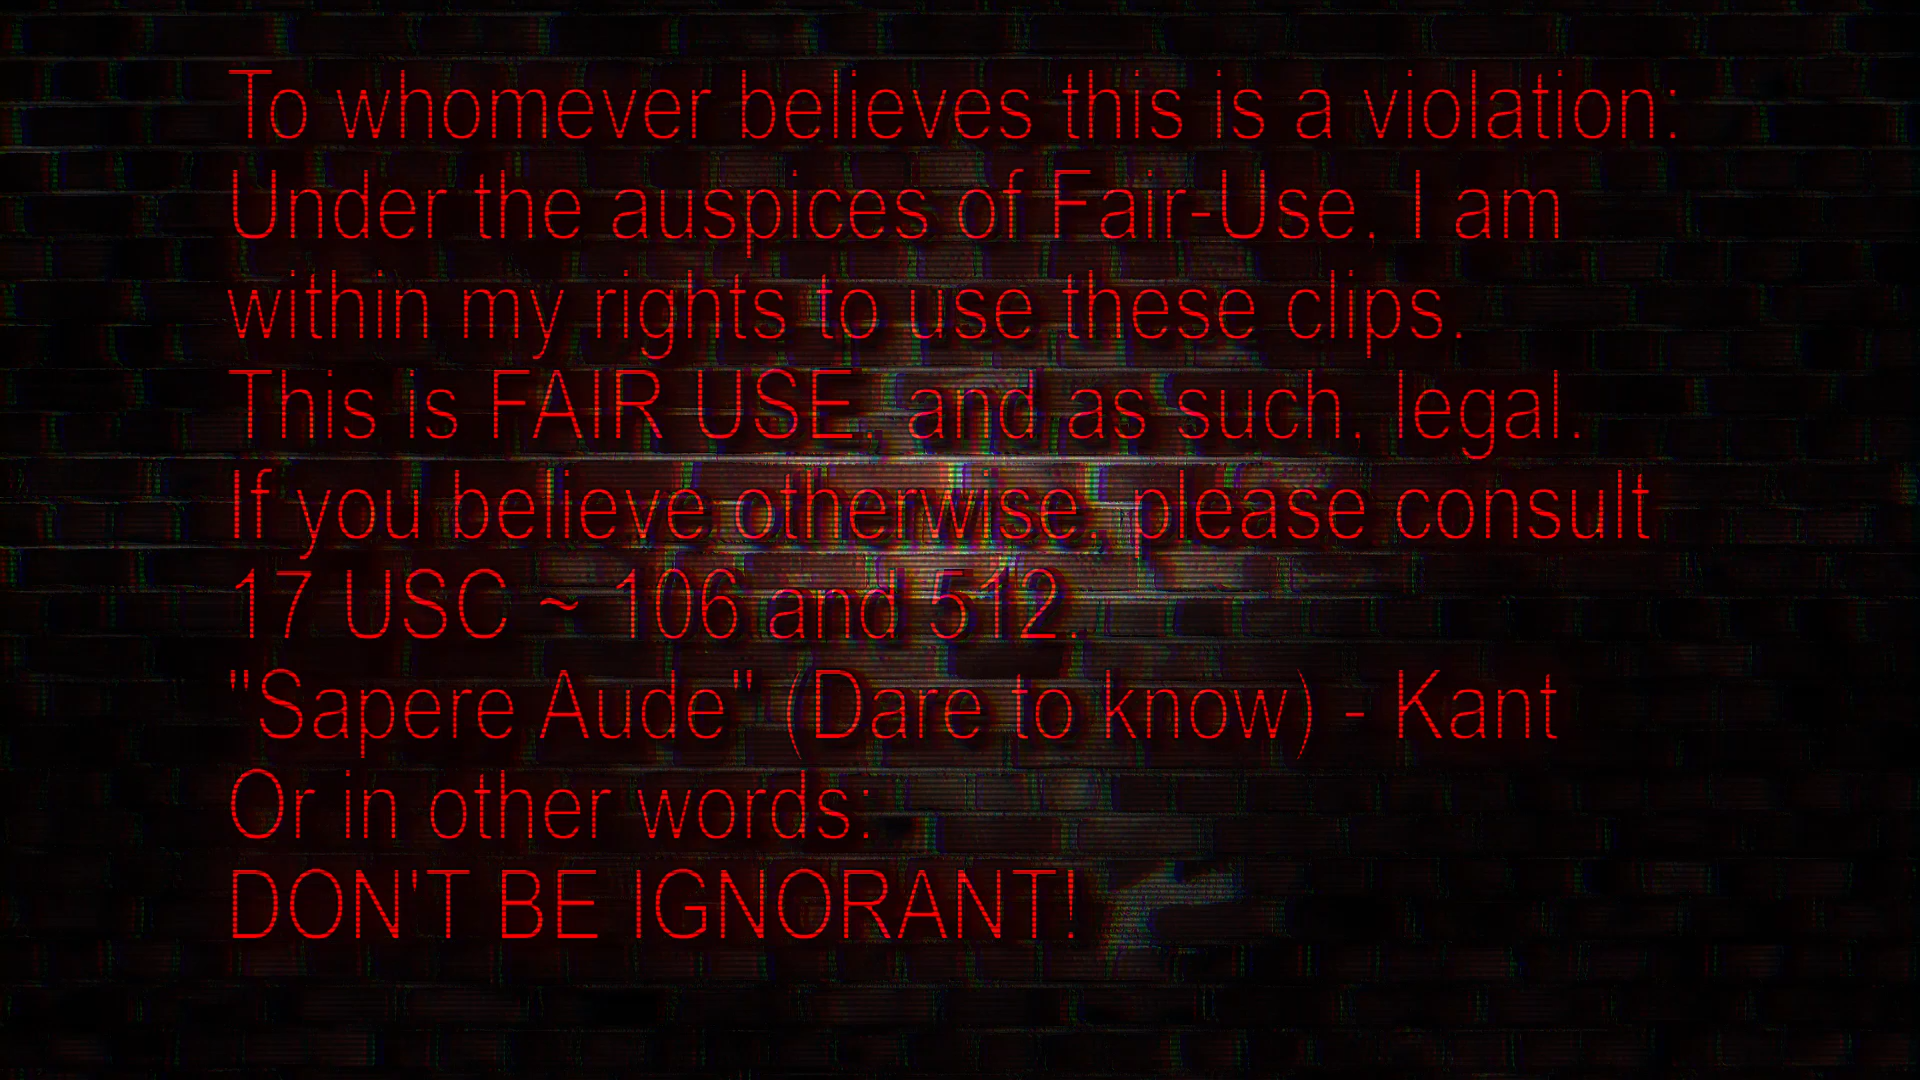 To whomever believes this is a violation:
Under the auspices of Fair-Use, I am
within my rights to use these clips.
This is FAIR USE, and as such, legal.
If you believe otherwise, please consult
17 USC ~ 106 and 512.
"Sapere Aude" (Dare to know) - Kant
Or in other words:
DON'T BE IGNORANT!